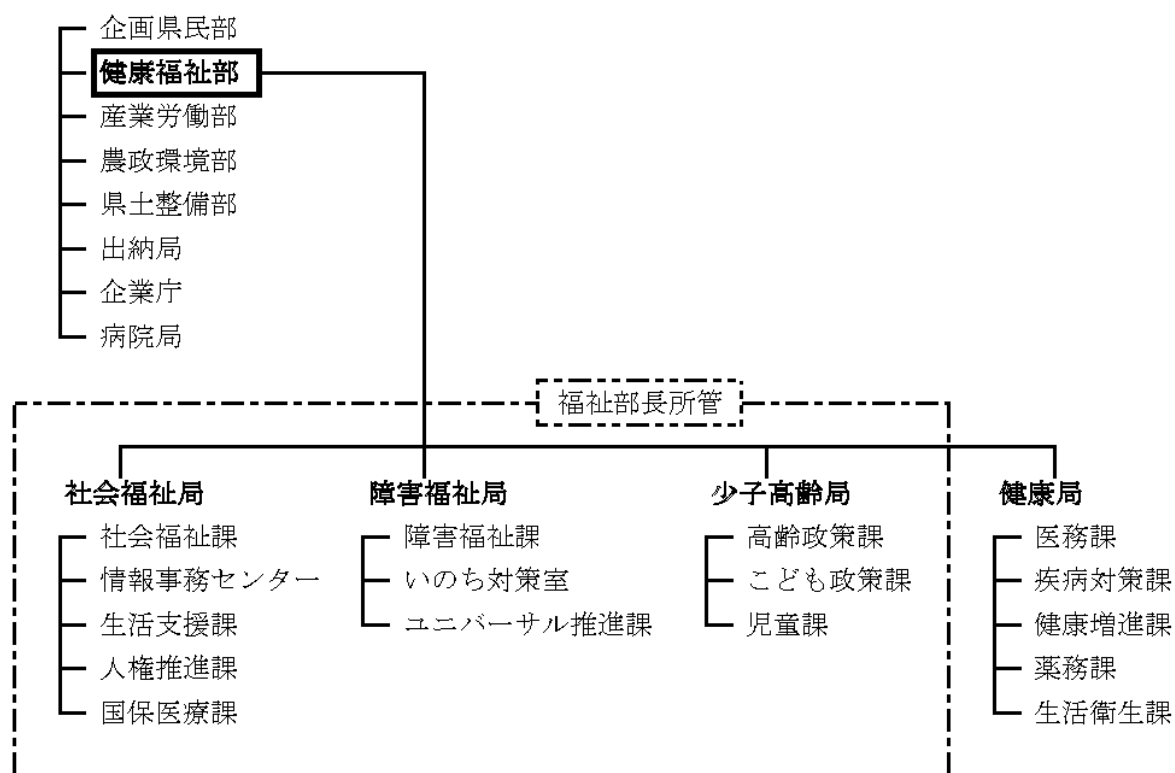 企画県民部
健康福祉部
産業労働部
農政環境部
県土整備部
出納局
企業庁
病院局
福祉部長所管
社会福祉局
社会福祉課
情報事務センター
生活支援課
人権推進課
国保医療課
障害福祉局
障害福祉課
いのち対策室
ユニバーサル推進課
少子高齢局
高齢政策課
こども政策課
児童課
健康局
医務課
疾病対策課
健康増進課
薬務課
生活衛生課